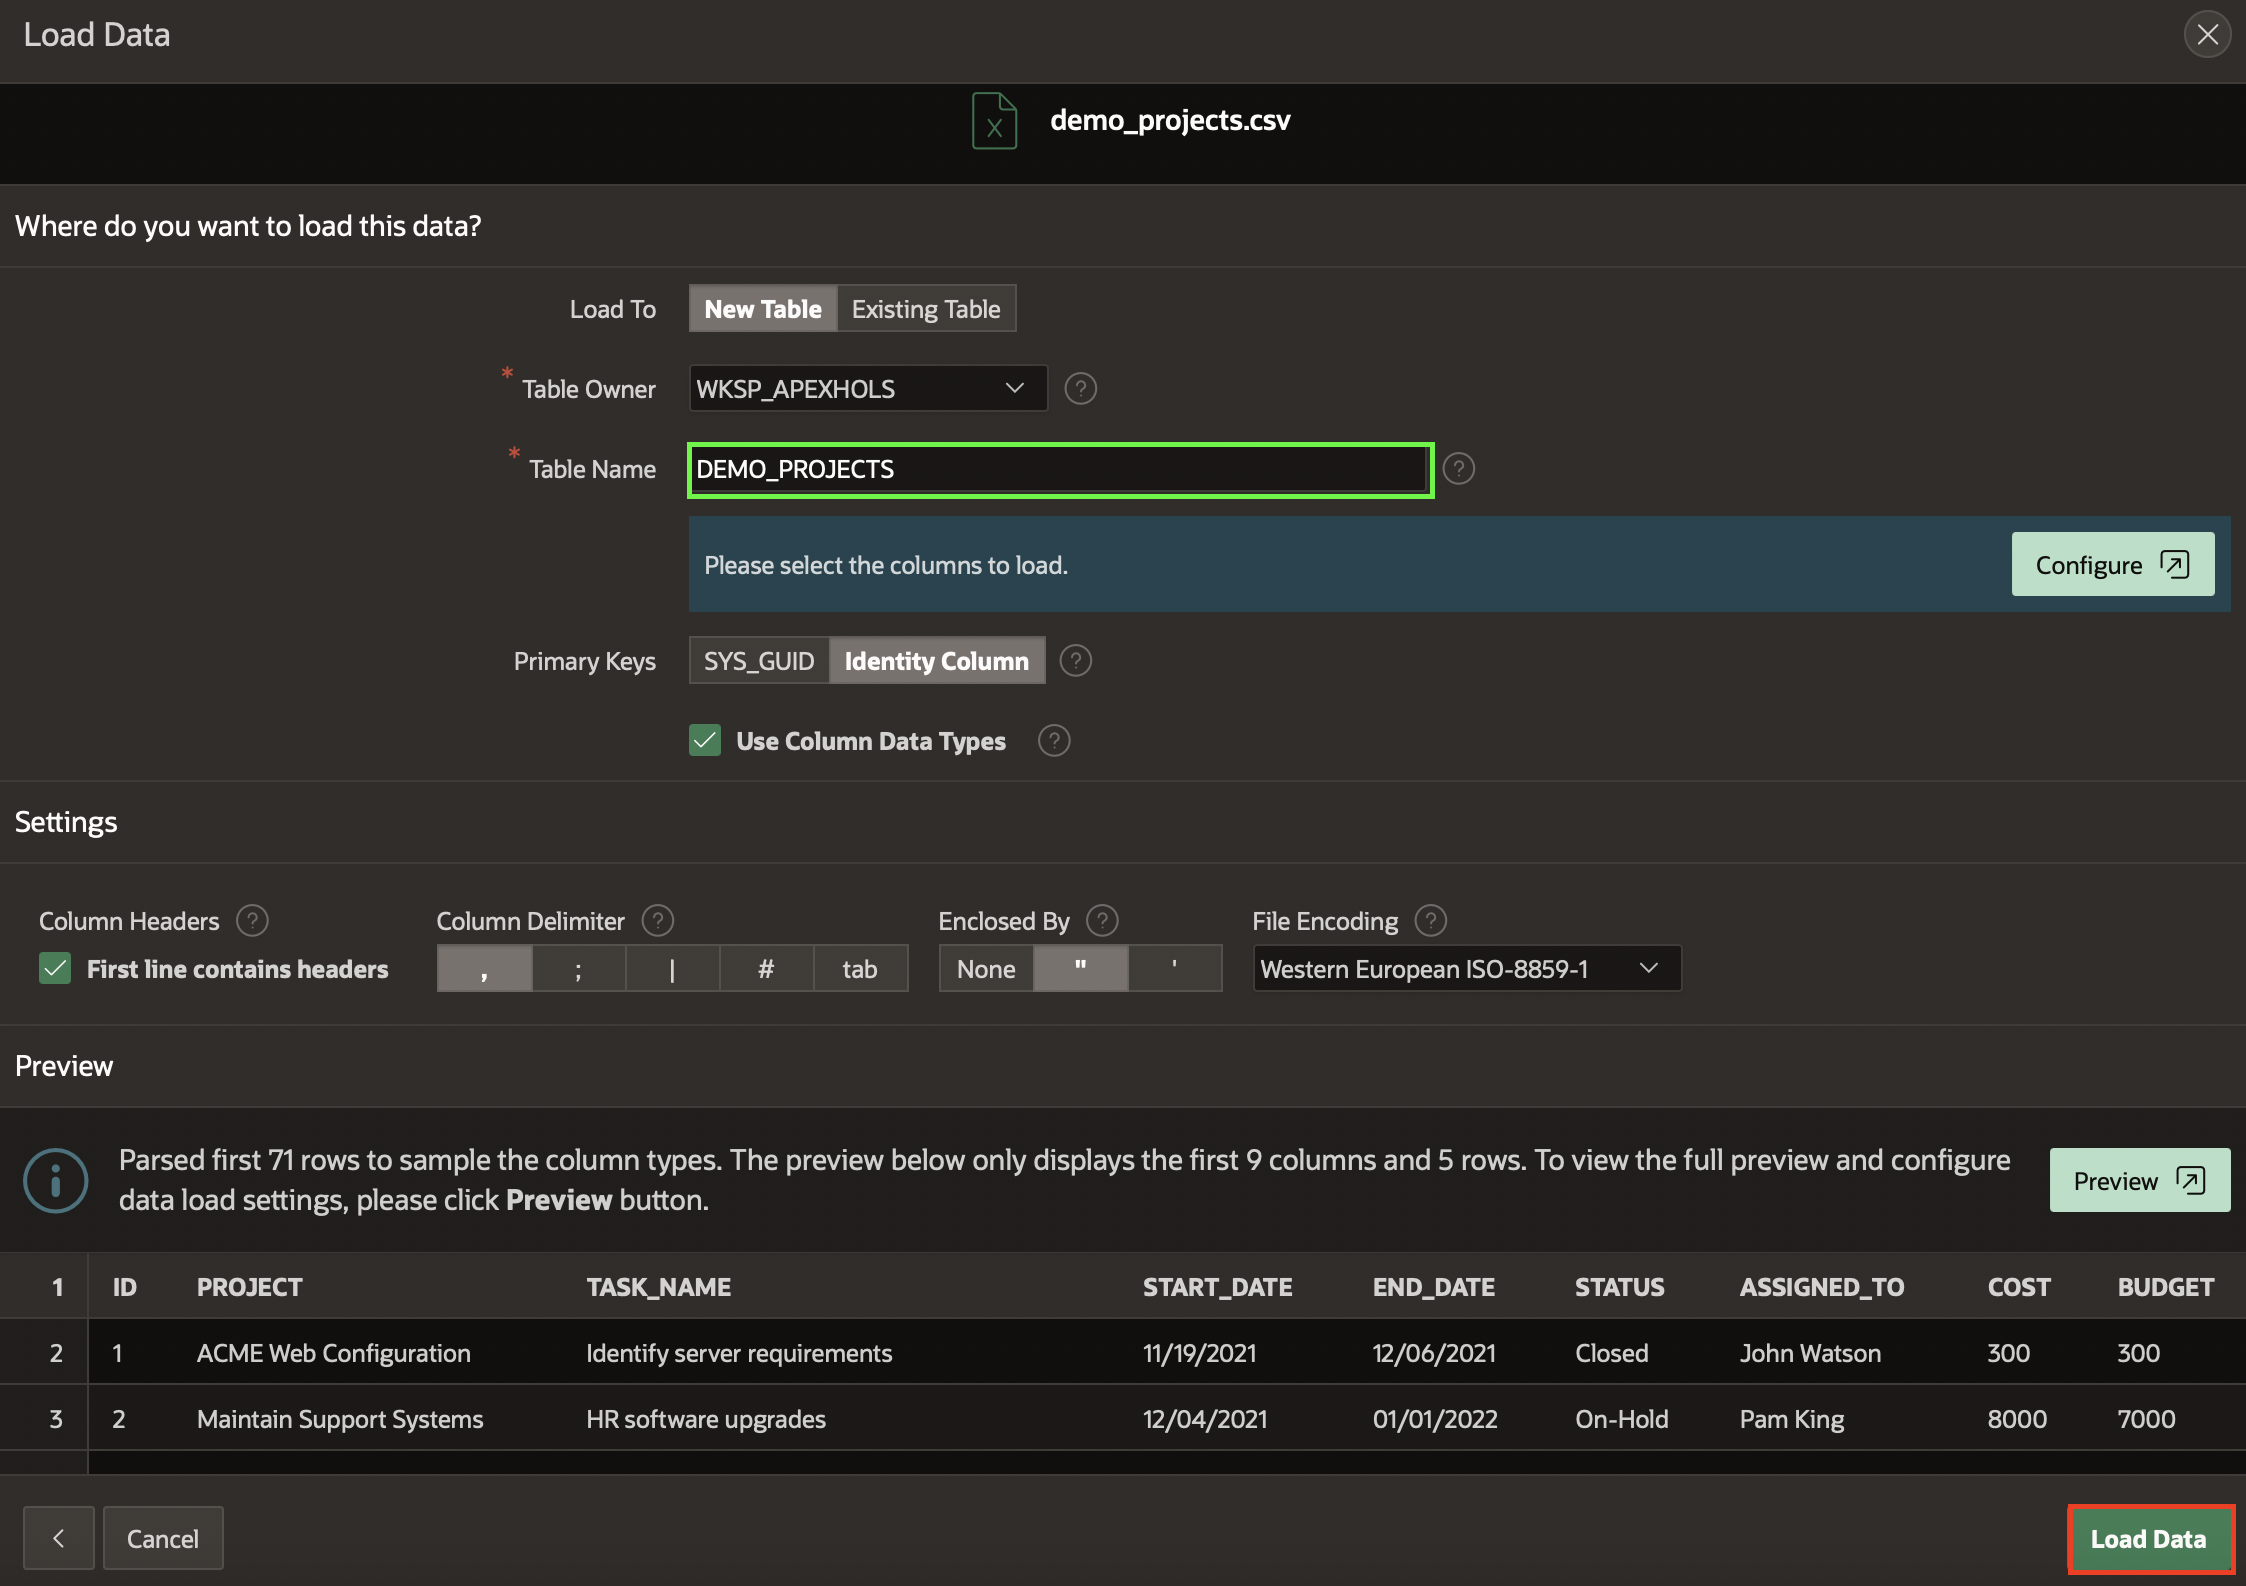 Load Data
demo_projects.csv
Where do you want to load this data?
Load To New Table Existing Table
* Table Owner WKSP_APEXHOLS ?
* Table Name DEMO_PROJECTS ?
Please select the columns to load. Configure
Primary Keys SYS_GUID Identity Column ?
Use Column Data Types ?
Settings
Column Headers ? Column Delimiter ? Enclosed By ? File Encoding ?
First line contains headers , ; | # tab None " ' Western European ISO-8859-1
Preview
Parsed first 71 rows to sample the column types. The preview below only displays the first 9 columns and 5 rows. To view the full preview and configure
data load settings, please click Preview button.
Preview
1 ID PROJECT TASK_NAME START_DATE END_DATE STATUS ASSIGNED_TO COST BUDGET
2 1 ACME Web Configuration Identify server requirements 11/19/2021 12/06/2021 Closed John Watson 300 300
3 2 Maintain Support Systems HR software upgrades 12/04/2021 01/01/2022 On-Hold Pam King 8000 7000
Cancel Load Data